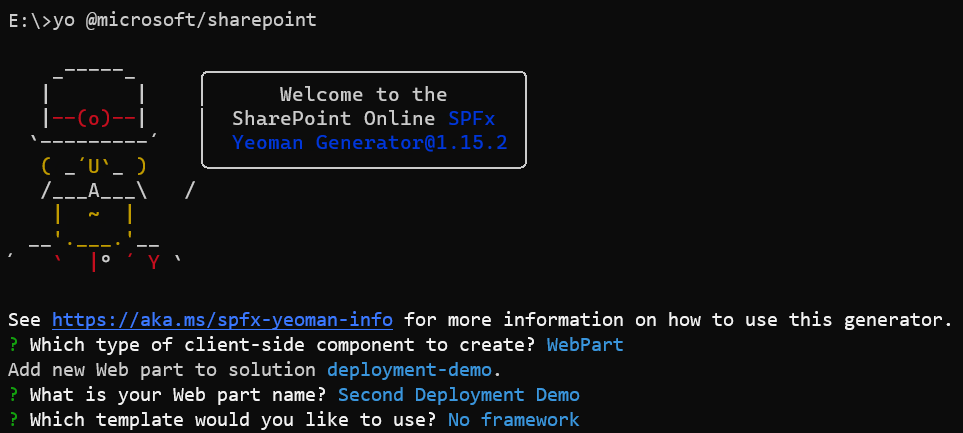 E:\>yo @microsoft/sharepoint
Welcome to the
SharePoint Online SPFx
Yeoman Generator@1.15.2
See https://aka.ms/spfx-yeoman-info for more information on how to use this generator.
? Which type of client-side component to create? WebPart
Add new Web part to solution deployment-demo.
? What is your Web part name? Second Deployment Demo
? Which template would you like to use? No framework